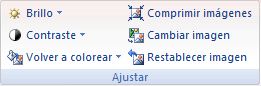 Brillo
Comprimir imágenes
Contraste
Cambiar imagen
Volver a colorear
Restablecer imagen
Ajustar